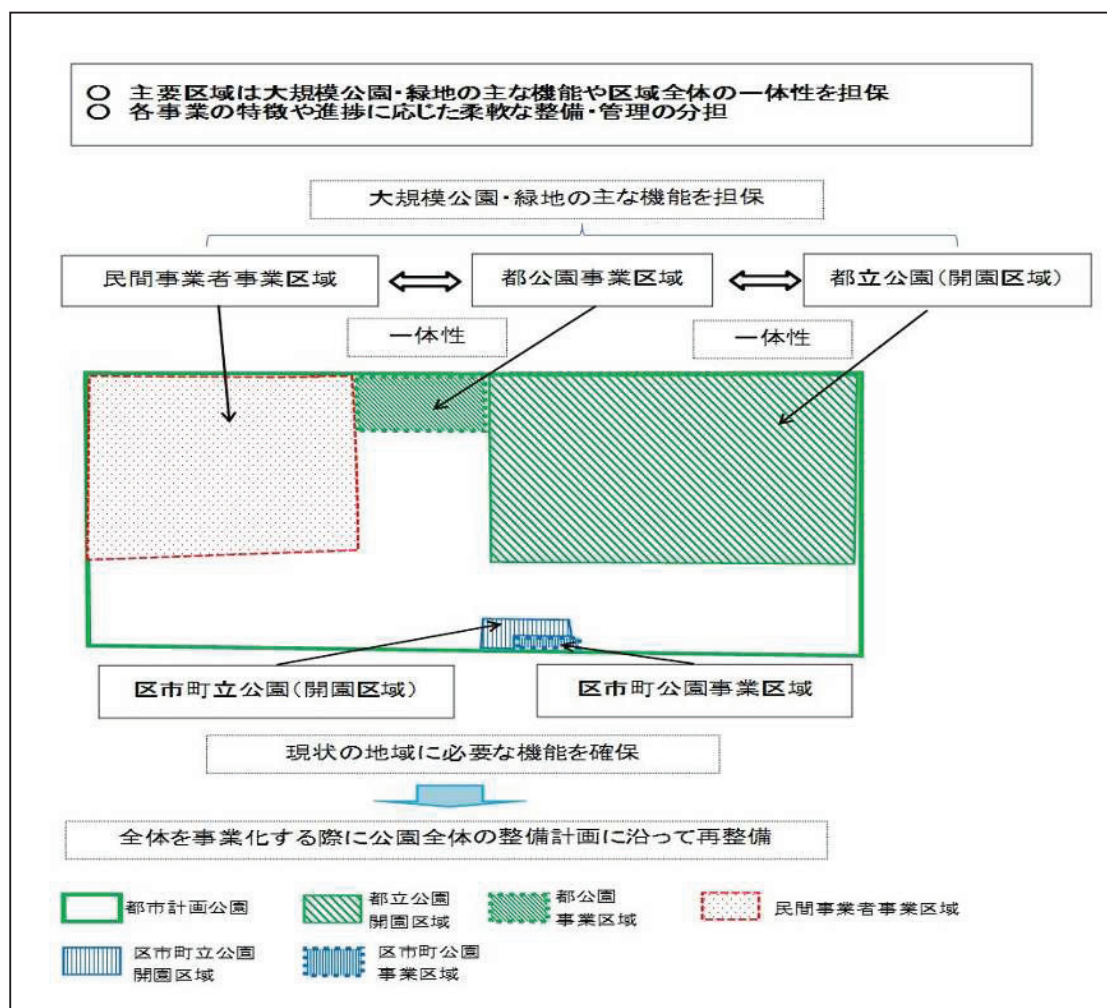 ○ 主要区域は大規模公園・緑地の主な機能や区域全体の一体性を担保
○ 各事業の特徴や進捗に応じた柔軟な整備・管理の分担
大規模公園・緑地の主な機能を担保
民間事業者事業区域
都公園事業区域
都立公園(開園区域)
一体性
一体性
区市町立公園(開園区域)
区市町公園事業区域
現状の地域に必要な機能を確保
全体を事業化する際に公園全体の整備計画に沿って再整備
都市計画公園
都立公園
開園区域
都公園
事業区域
民間事業者事業区域
区市町立公園
開園区域
区市町公園
事業区域